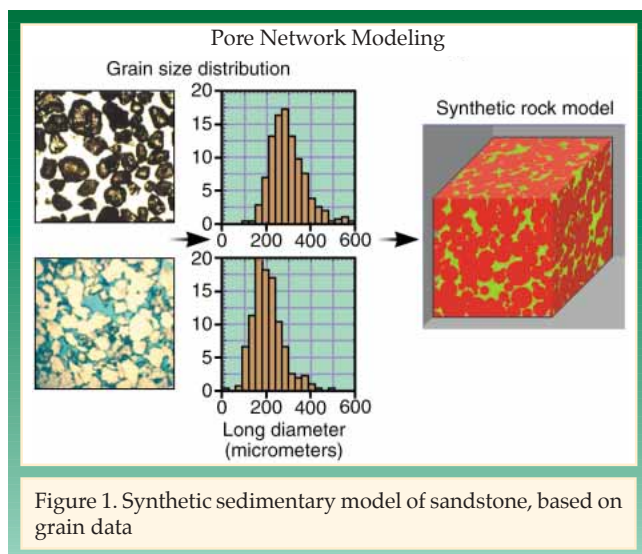 Pore Network Modeling
Grain size distribution
20
15
10
5
0
0 200 400 600
Synthetic rock model
20
15
10
5
0
0 200 400 600
Long diameter
(micrometers)
Figure 1. Synthetic sedimentary model of sandstone, based on
grain data